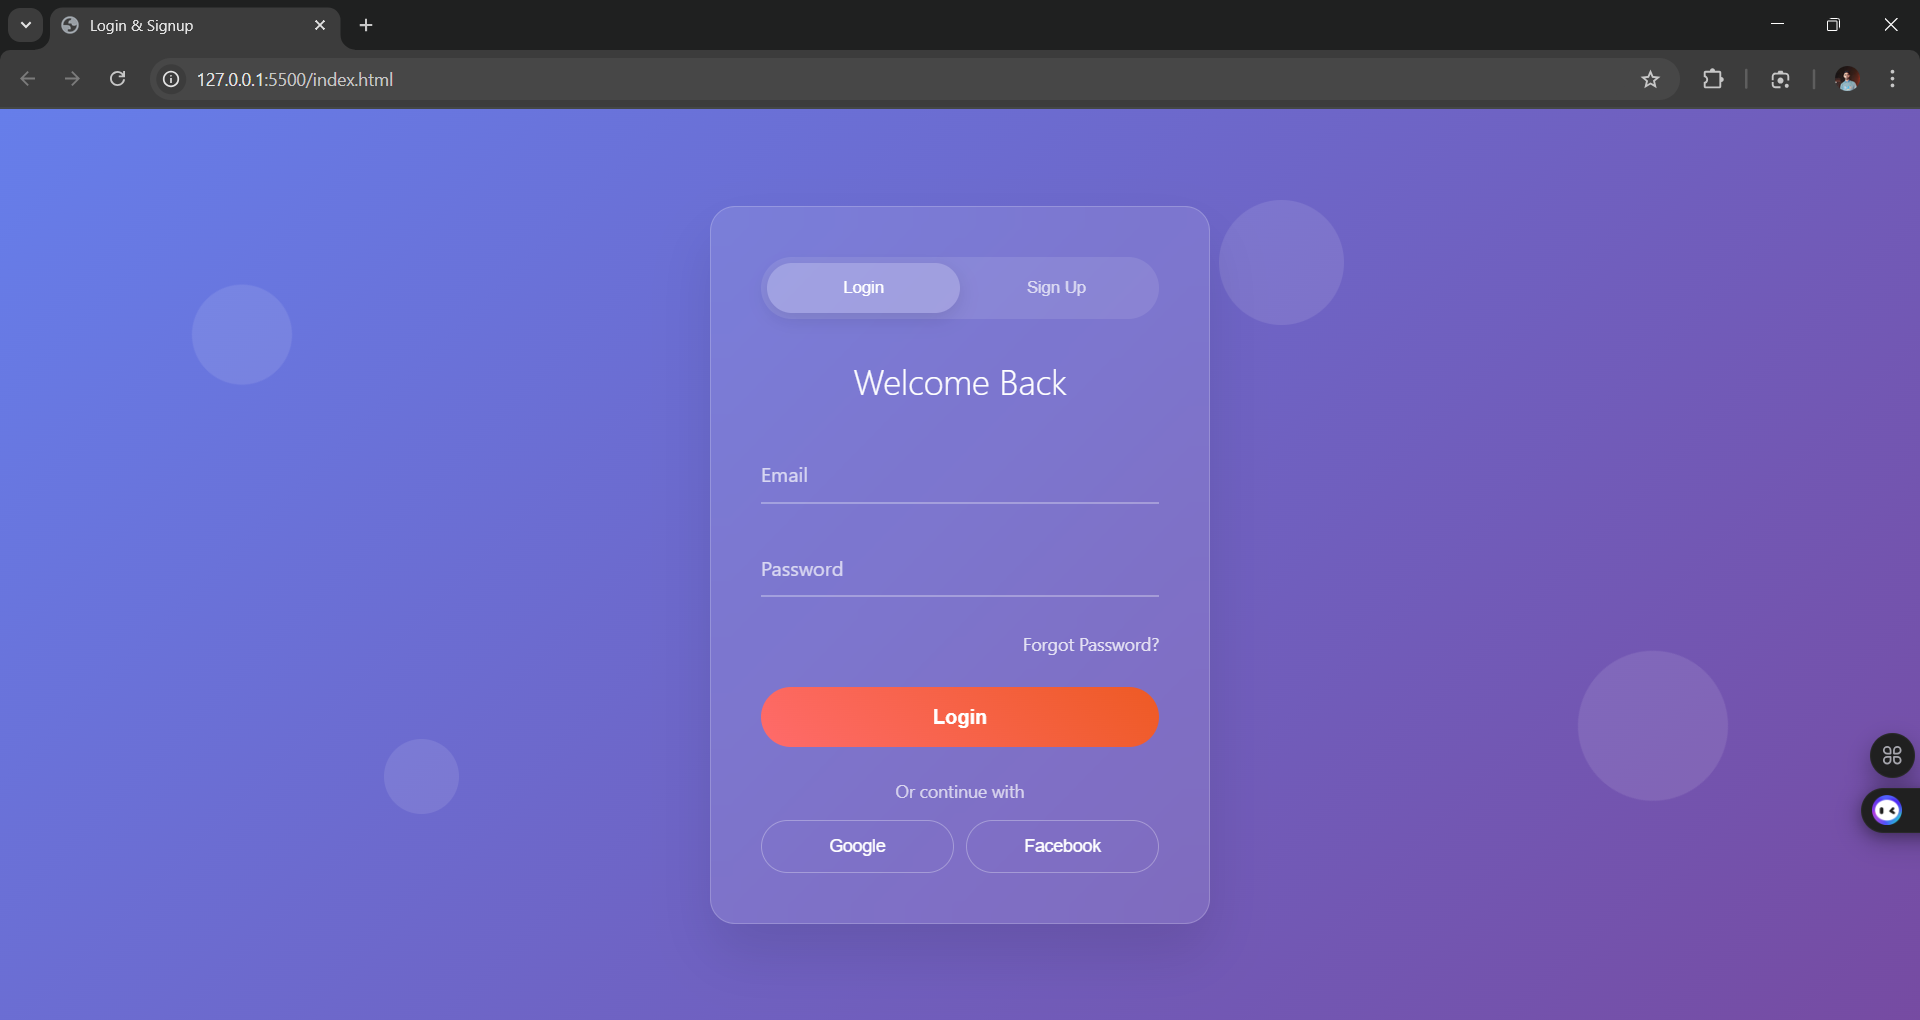 Login & Signup
127.0.0.1:5500/index.html
Login
Sign Up
Welcome Back
Email
Password
Forgot Password?
Login
Or continue with
Google
Facebook